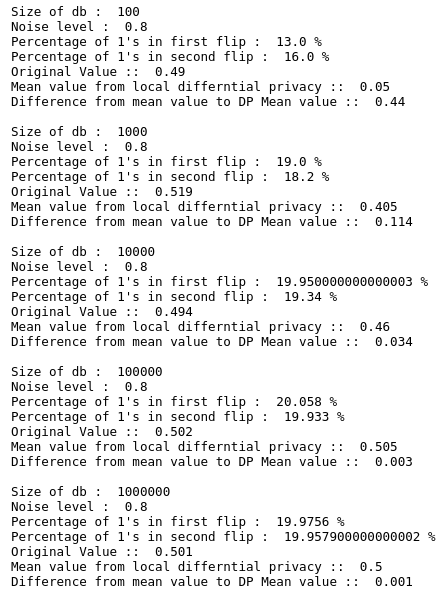 Size of db :  100
Noise level :  0.8
Percentage of 1's in first flip :  13.0 %
Percentage of 1's in second flip :  16.0 %
Original Value ::  0.49
Mean value from local differntial privacy ::  0.05
Difference from mean value to DP Mean value ::  0.44

Size of db :  1000
Noise level :  0.8
Percentage of 1's in first flip :  19.0 %
Percentage of 1's in second flip :  18.2 %
Original Value ::  0.519
Mean value from local differntial privacy ::  0.405
Difference from mean value to DP Mean value ::  0.114

Size of db :  10000
Noise level :  0.8
Percentage of 1's in first flip :  19.950000000000003 %
Percentage of 1's in second flip :  19.34 %
Original Value ::  0.494
Mean value from local differntial privacy ::  0.46
Difference from mean value to DP Mean value ::  0.034

Size of db :  100000
Noise level :  0.8
Percentage of 1's in first flip :  20.058 %
Percentage of 1's in second flip :  19.933 %
Original Value ::  0.502
Mean value from local differntial privacy ::  0.505
Difference from mean value to DP Mean value ::  0.003

Size of db :  1000000
Noise level :  0.8
Percentage of 1's in first flip :  19.9756 %
Percentage of 1's in second flip :  19.957900000000002 %
Original Value ::  0.501
Mean value from local differntial privacy ::  0.5
Difference from mean value to DP Mean value ::  0.001